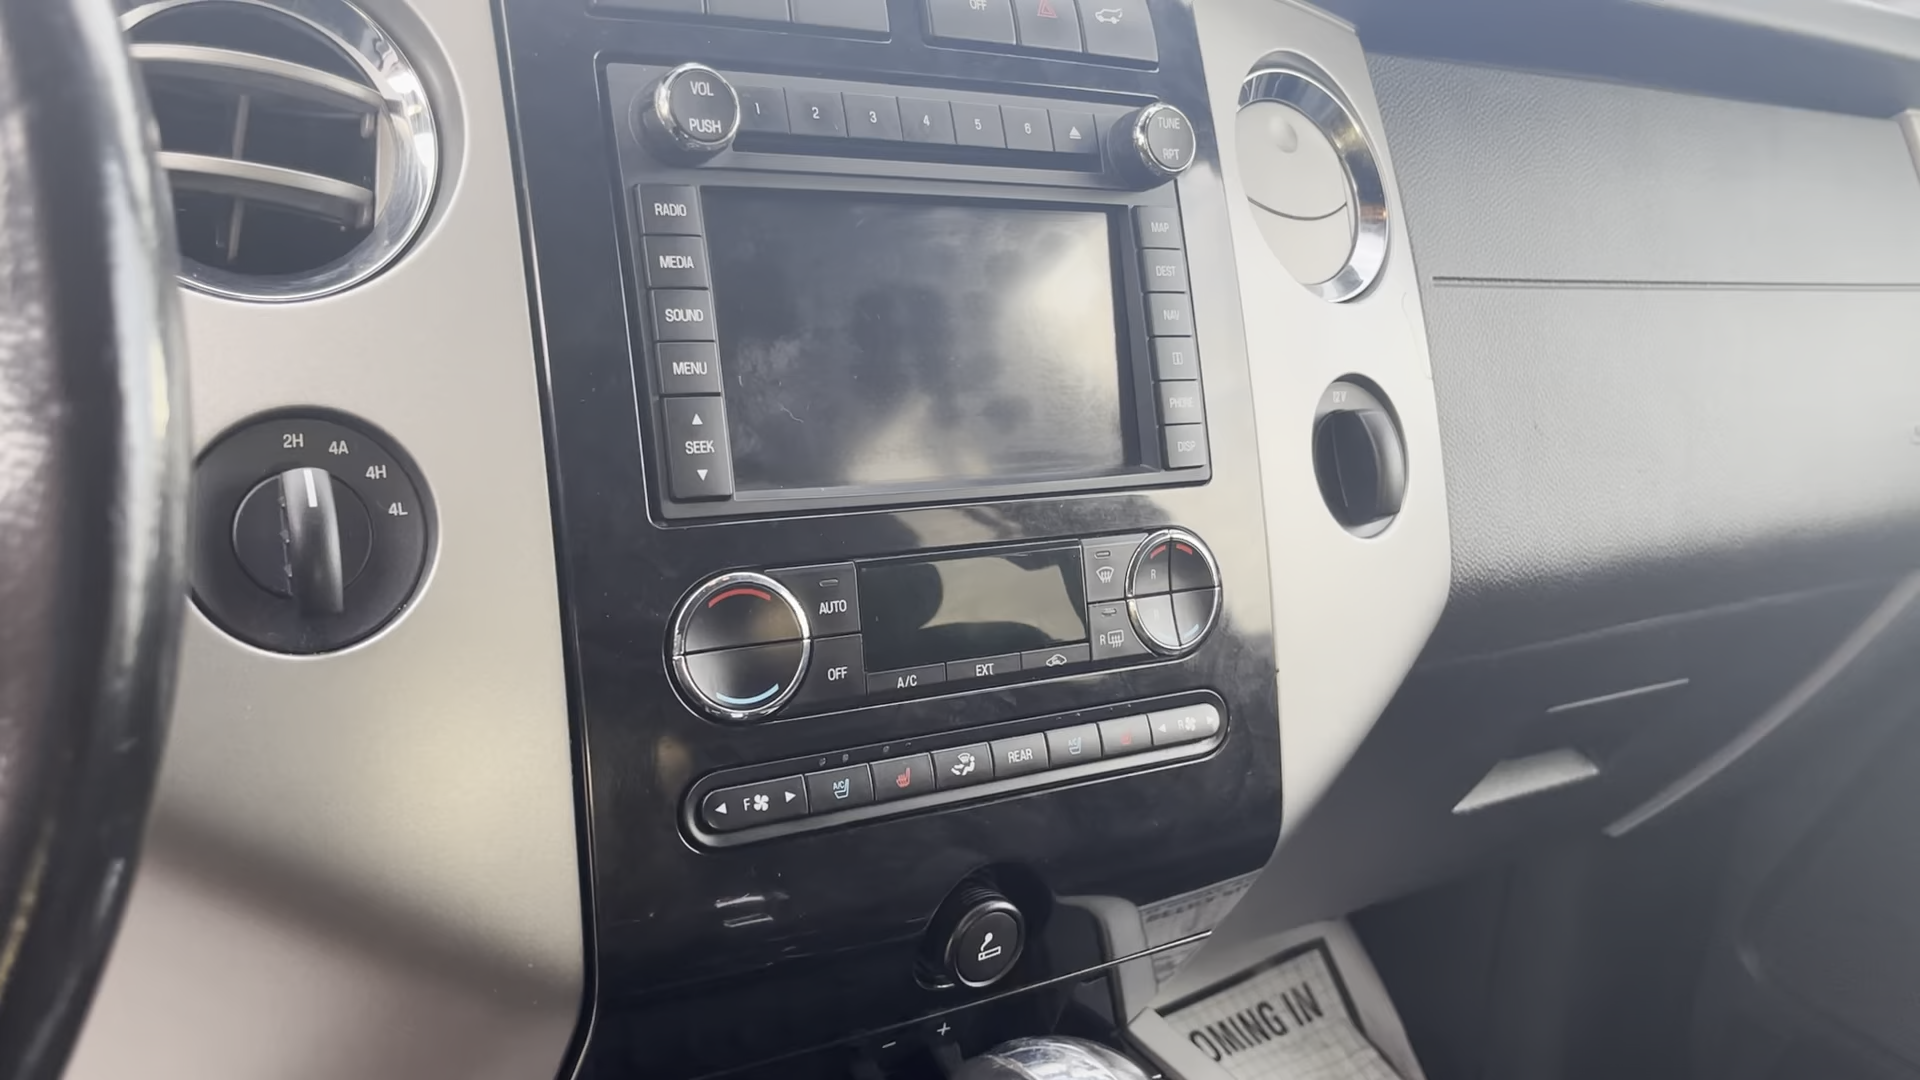 OFF
VOL
PUSH
1 2 3 4 5 6
TUNE
RPT
RADIO
MEDIA
SOUND
MENU
SEEK
MAP
DEST
NAV
PHONE
DISP
12V
2H 4A 4H 4L
AUTO
OFF
A/C
EXT
R
R
F
A/C
REAR
A/C
R
OMING IN